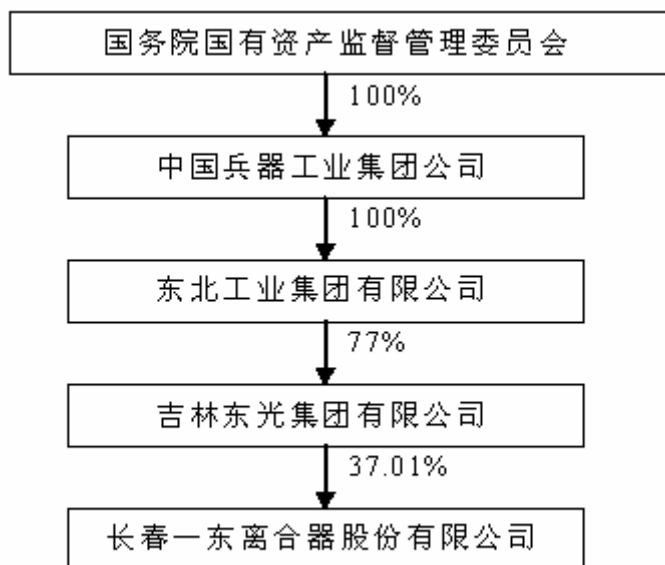 国务院国有资产监督管理委员会
100%
中国兵器工业集团公司
100%
东北工业集团有限公司
77%
吉林东光集团有限公司
37.01%
长春一东离合器股份有限公司